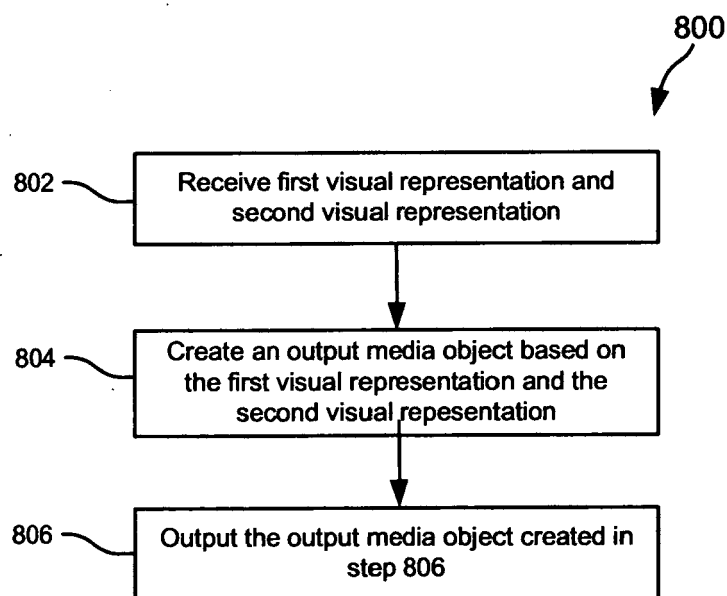 800
802
Receive first visual representation and
second visual representation
804
Create an output media object based on
the first visual representation and the
second visual repesentation
806
Output the output media object created in
step 806